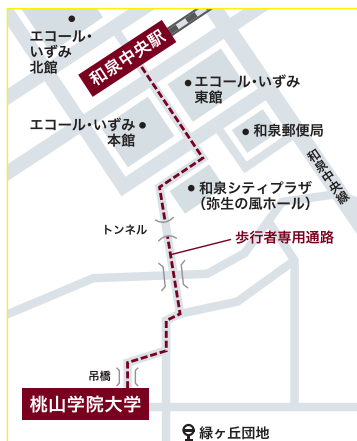 エコール・
いずみ
北館
和泉中央駅
エコール・いずみ
東館
エコール・いずみ
本館
和泉郵便局
和泉中央線
和泉シティプラザ
(弥生の風ホール)
トンネル
歩行者専用通路
吊橋
桃山学院大学
緑ヶ丘団地